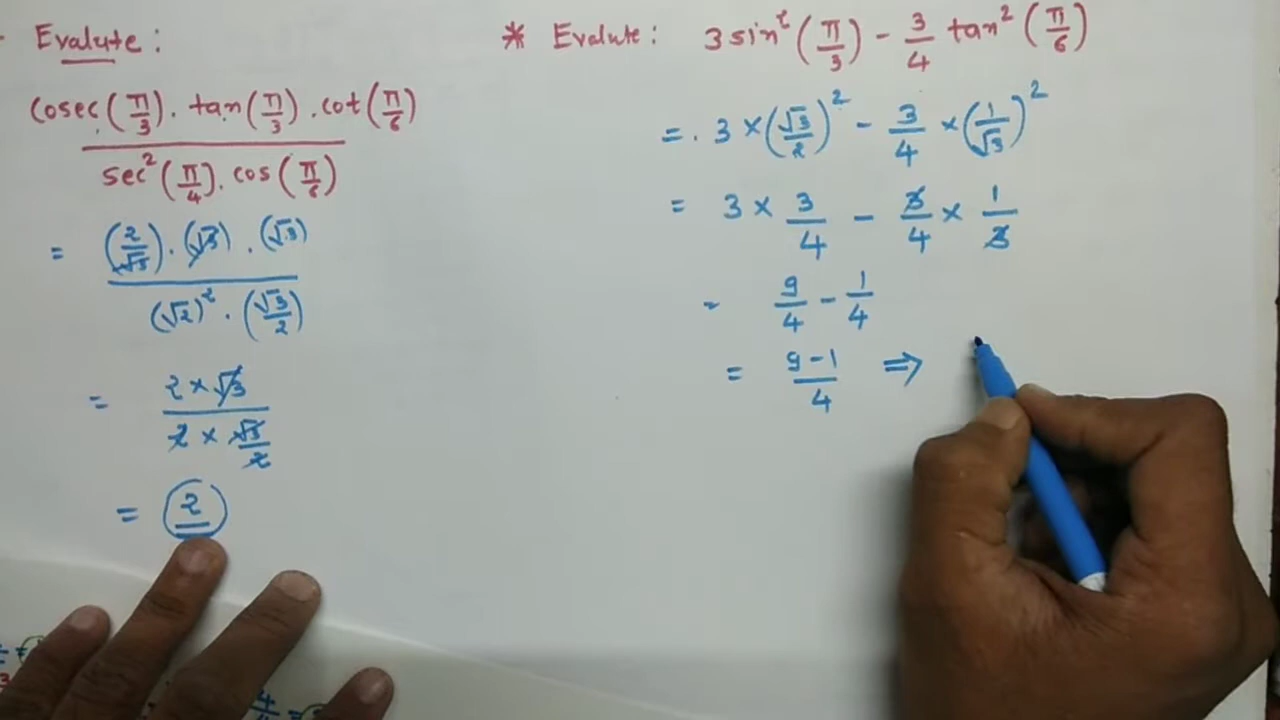 Evalute:
cosec(π/3) . tan(π/3) . cot(π/6)
sec²(π/4) . cos(π/6)
= (2/√3) . (√3) . (√3)
(√2)² . (√3/2)
= 2 × √3
2 × √3/2
= 2
* Evalute: 3 sin²(π/3) - 3/4 tan²(π/6)
= . 3 × (√3/2)² - 3/4 × (1/√3)²
= 3 × 3/4 - 3/4 × 1/3
= 9/4 - 1/4
= 9-1/4 ⇒